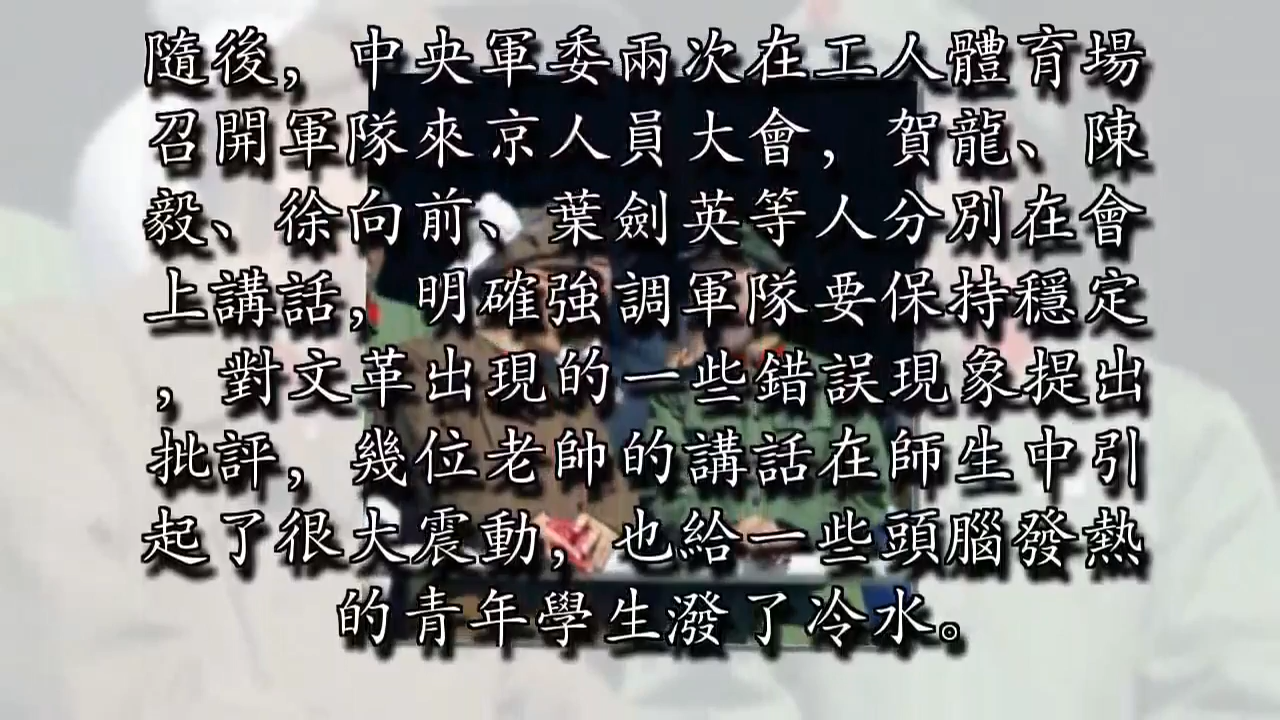 隨後，中央軍委兩次在工人體育場
召開軍隊來京人員大會，賀龍、陳
毅、徐向前、葉劍英等人分別在會
上講話，明確強調軍隊要保持穩定
，對文革出現的一些錯誤現象提出
批評，幾位老帥的講話在師生中引
起了很大震動，也給一些頭腦發熱
的青年學生潑了冷水。